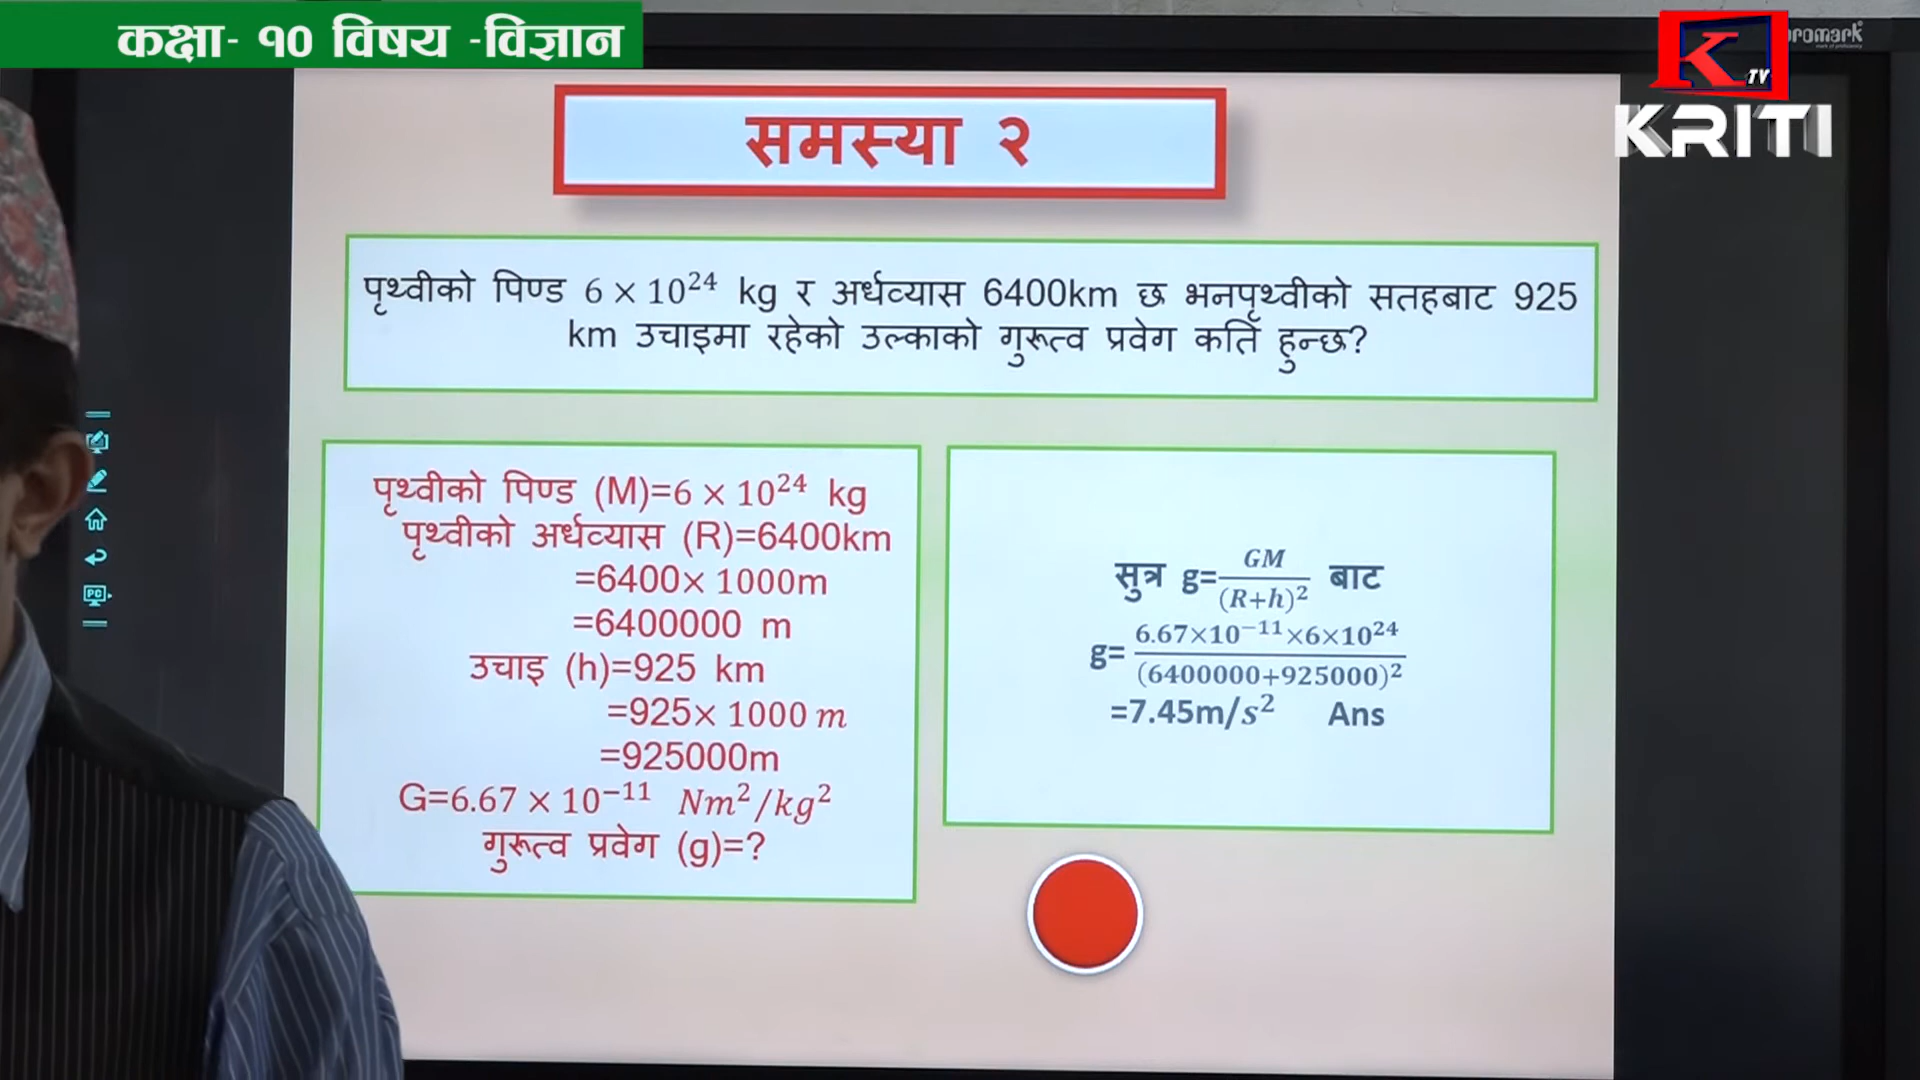 कक्षा- १० विषय -विज्ञान
promark
K TV
KRITI
समस्या २
पृथ्वीको पिण्ड 6 × 10²⁴ kg र अर्धव्यास 6400km छ भनपृथ्वीको सतहबाट 925
km उचाइमा रहेको उल्काको गुरूत्व प्रवेग कति हुन्छ?
पृथ्वीको पिण्ड (M)=6 × 10²⁴ kg
पृथ्वीको अर्धव्यास (R)=6400km
=6400× 1000m
=6400000 m
उचाइ (h)=925 km
=925× 1000 m
=925000m
G=6.67 × 10⁻¹¹ Nm²/kg²
गुरूत्व प्रवेग (g)=?
सुत्र g=GM/(R+h)² बाट
g= 6.67×10⁻¹¹×6×10²⁴/(6400000+925000)²
=7.45m/s² Ans
PC